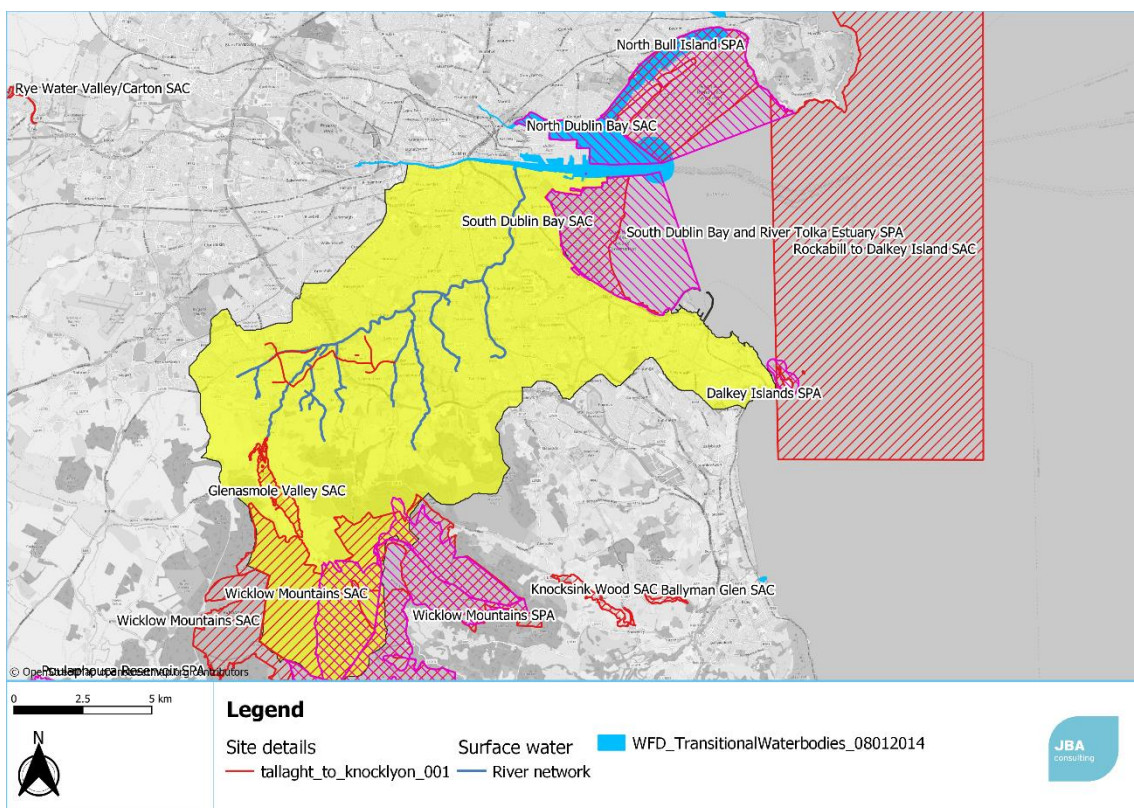 North Bull Island SPA
Rye Water Valley/Carton SAC
North Dublin Bay SAC
South Dublin Bay SAC
South Dublin Bay and River Tolka Estuary SPA
Rockabill to Dalkey Island SAC
Dalkey Islands SPA
Glenasmole Valley SAC
Knocksink Wood SAC
Ballyman Glen SAC
Wicklow Mountains SAC
Wicklow Mountains SPA
Wicklow Mountains SAC
Poulaphouca Reservoir SPA
0 2.5 5 km
N
Legend
Site details
Surface water
WFD_TransitionalWaterbodies_08012014
tallaght_to_knocklyon_001
River network
JBA
consulting